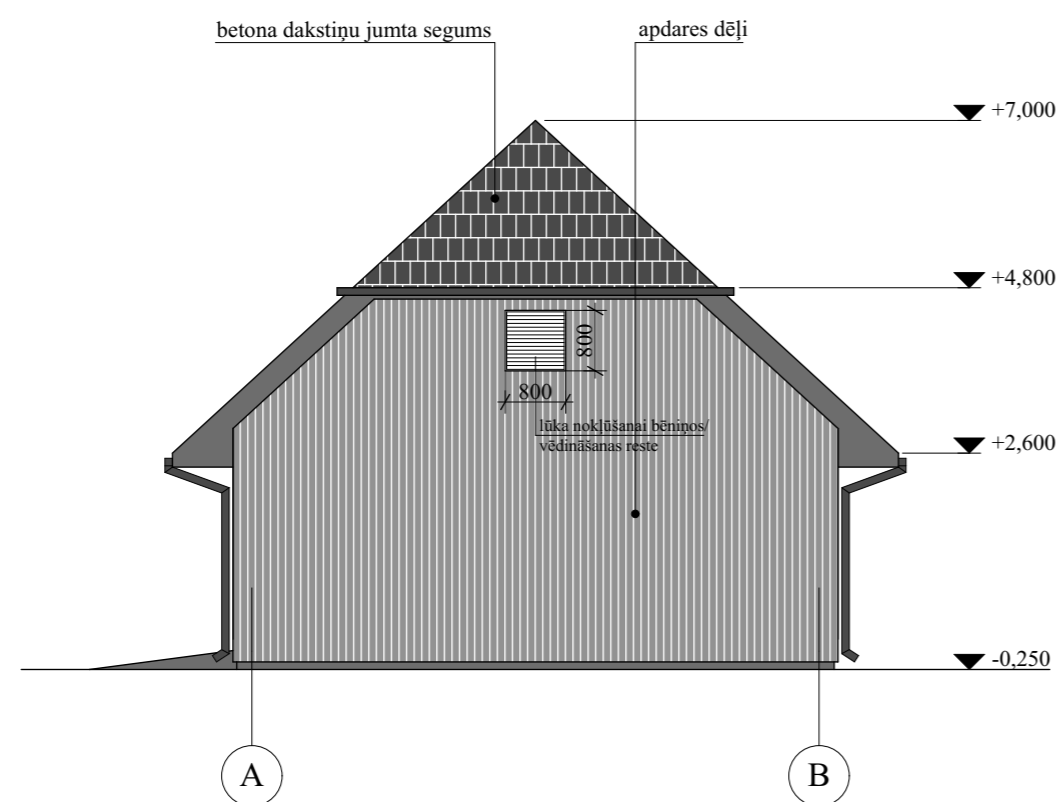 betona dakstiņu jumta segums
apdares dēļi
+7,000
+4,800
800
800
lūka nokļūšanai bēniņos/
vēdināšanas reste
+2,600
-0,250
A
B